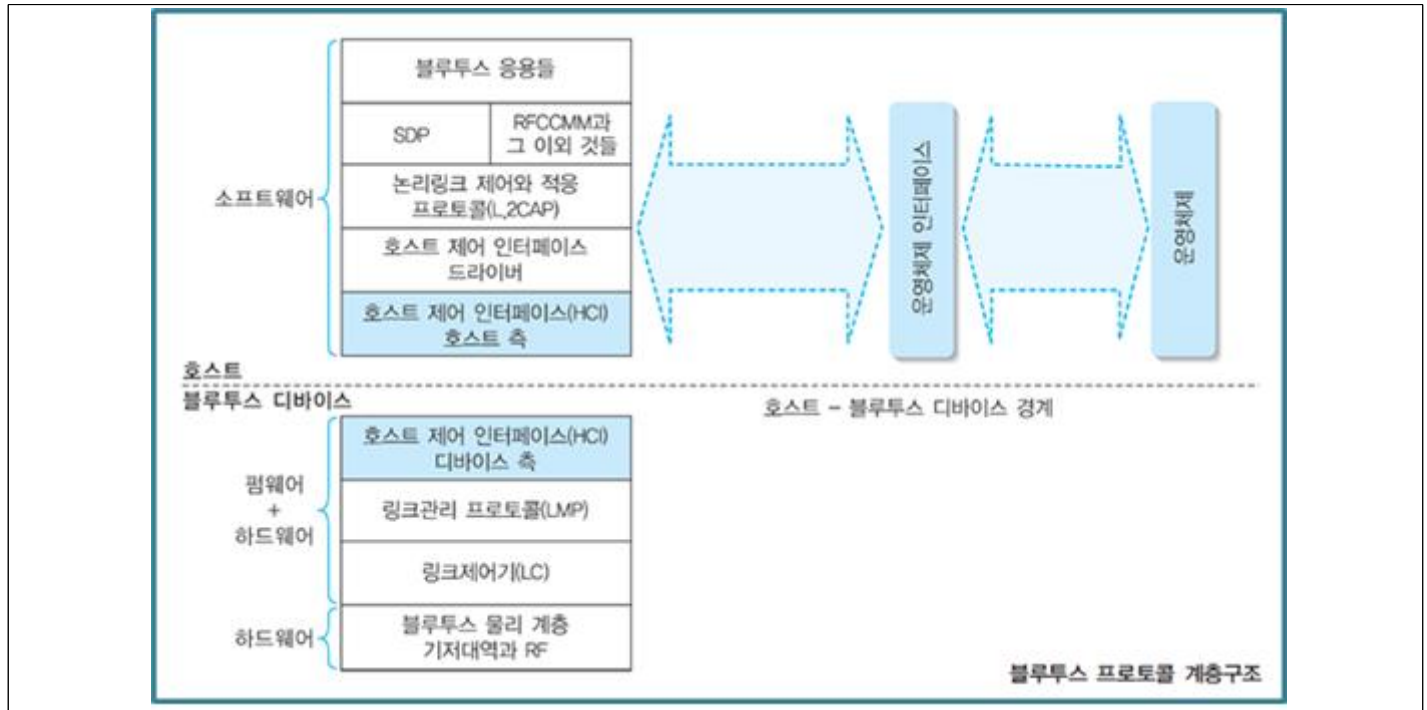 블루투스 응용들
SDP
RFCCMM과
그 이외 것들
논리링크 제어와 적응
프로토콜(L,2CAP)
호스트 제어 인터페이스
드라이버
호스트 제어 인터페이스(HCI)
호스트 측
소프트웨어
운영체제 인터페이스
운영체제
호스트
블루투스 디바이스
호스트 - 블루투스 디바이스 경계
호스트 제어 인터페이스(HCI)
디바이스 측
링크관리 프로토콜(LMP)
링크제어기(LC)
펌웨어
+
하드웨어
블루투스 물리 계층
기저대역과 RF
하드웨어
블루투스 프로토콜 계층구조